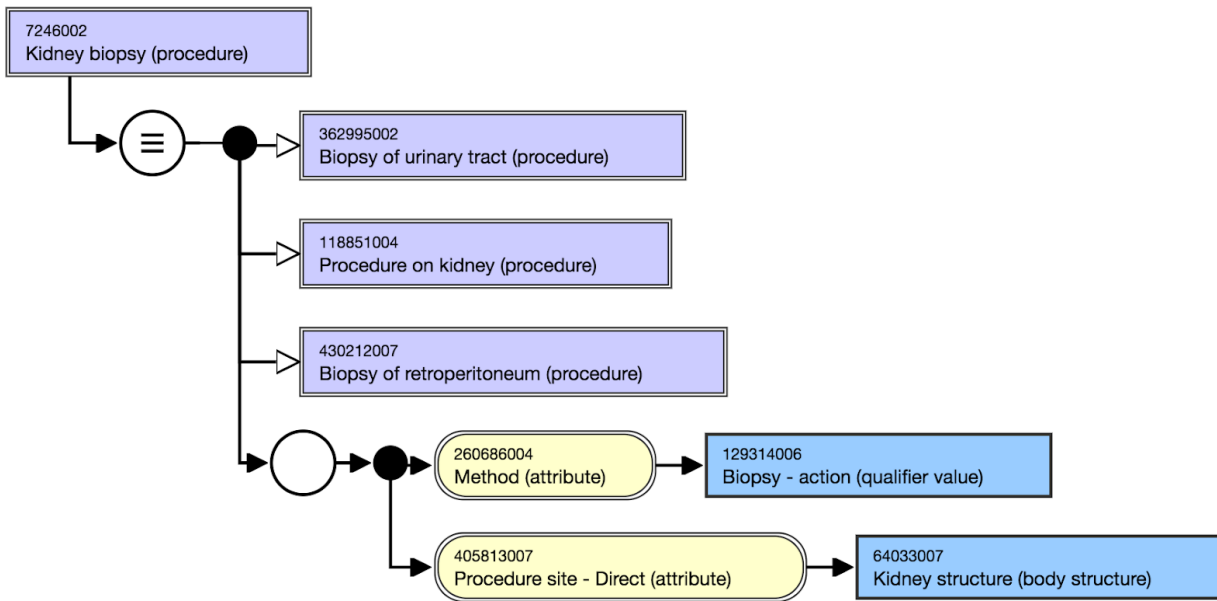 7246002
Kidney biopsy (procedure)
362995002
Biopsy of urinary tract (procedure)
118851004
Procedure on kidney (procedure)
430212007
Biopsy of retroperitoneum (procedure)
260686004
Method (attribute)
129314006
Biopsy - action (qualifier value)
405813007
Procedure site - Direct (attribute)
64033007
Kidney structure (body structure)